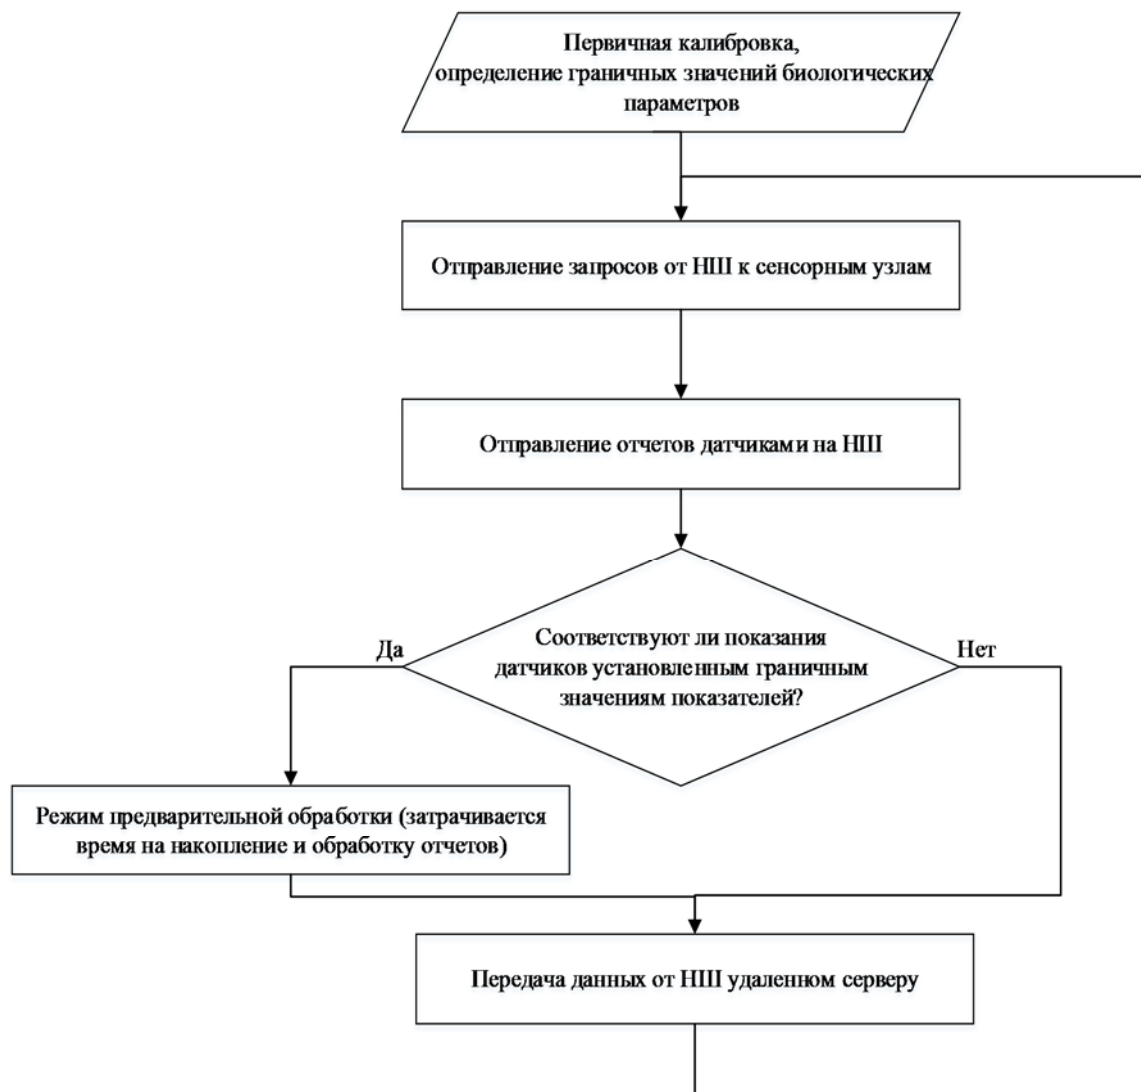 Первичная калибровка,
определение граничных значений биологических
параметров
Отправление запросов от НШ к сенсорным узлам
Отправление отчетов датчиками на НШ
Соответствуют ли показания
датчиков установленным граничным
значениям показателей?
Да
Нет
Режим предварительной обработки (затрачивается
время на накопление и обработку отчетов)
Передача данных от НШ удаленном серверу